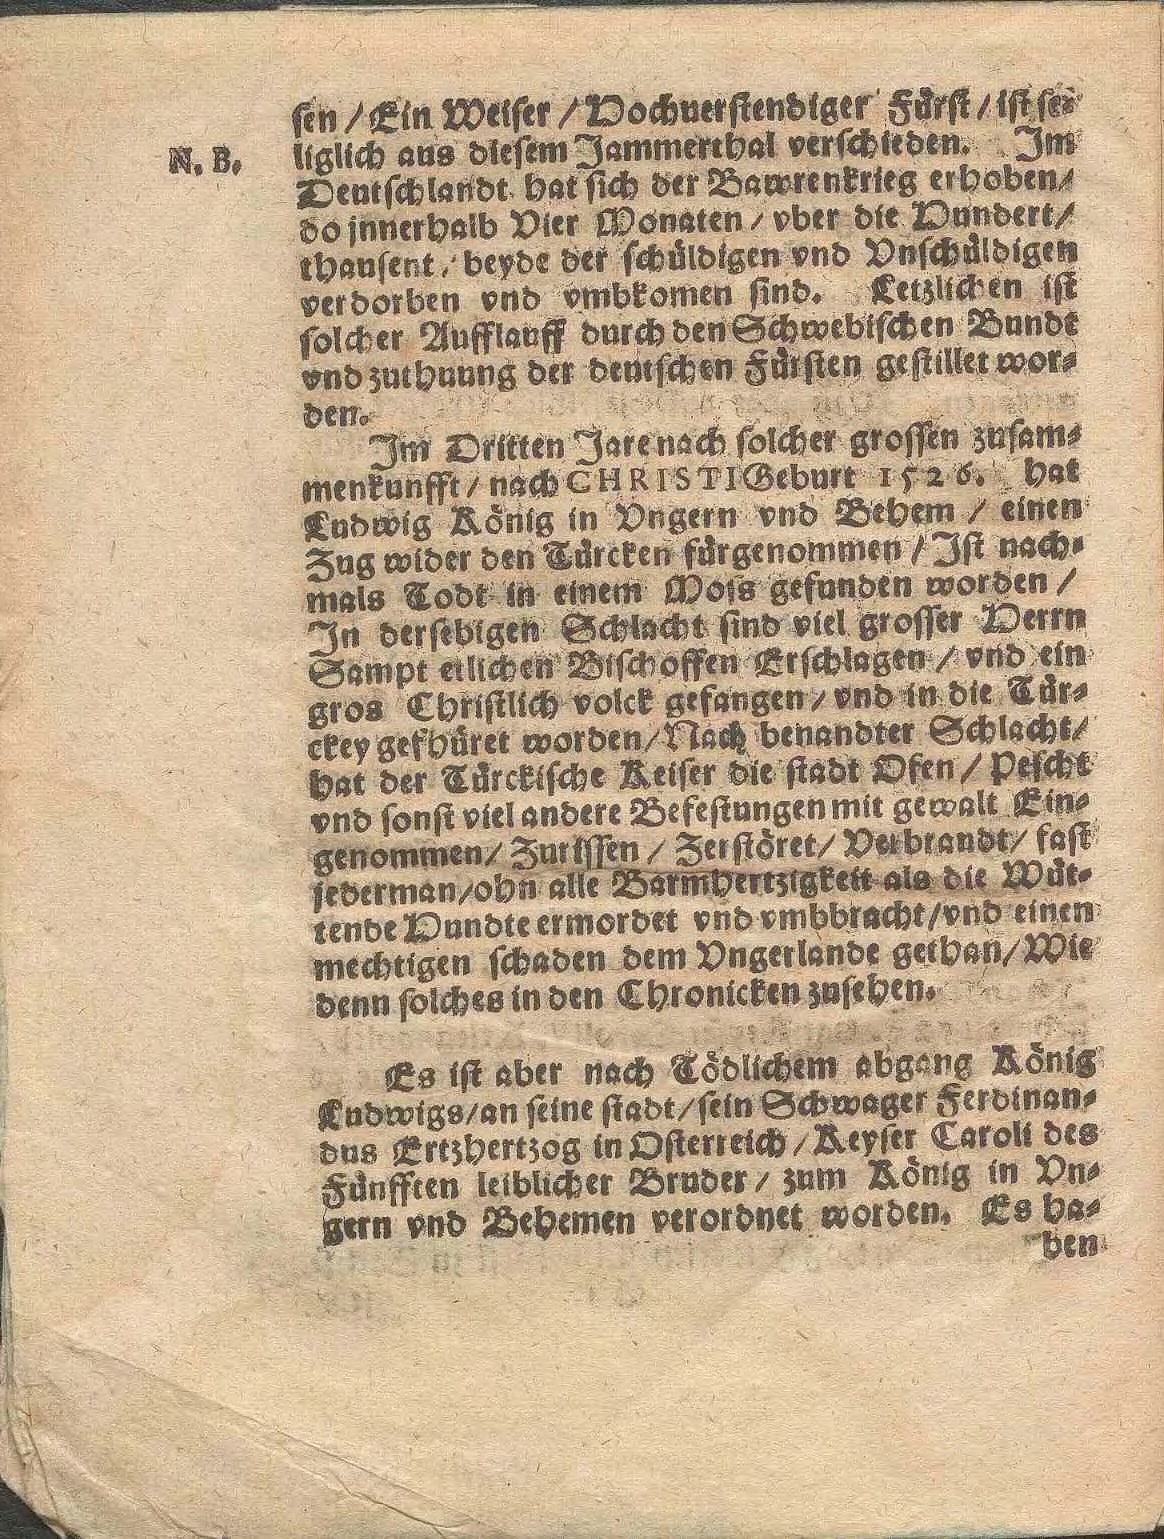 sen / Ein Weiser / Hochuerstendiger Fürst / ist se-
N. B.
liglich aus diesem Jammerthal verschieden. Im
Deutschlandt hat sich der Bawrenkrieg erhoben/
do jnnerhalb Vier Monaten / vber die Hundert/
thausent / beyde der schüldigen vnd Vnschüldigen
verdorben vnd vmbkomen sind. Letzlichen ist
solcher Aufflauff durch den Schwebischen Bundt
vnd zuthuung der deutschen Fürsten gestillet wor-
den.
Im Dritten Jare nach solcher grossen zusam-
menkunfft / nach CHRISTI Geburt 1526. hat
Ludwig König in Vngern vnd Behem / einen
Zug wider den Türcken fürgenommen / Ist nach-
mals Todt in einem Mosß gefunden worden /
In dersebigen Schlacht sind viel grosser Herrn
Sampt etlichen Bischoffen Erschlagen / vnd ein
gros Christlich volck gefangen / vnd in die Tür-
ckey gefhüret worden / Nach benandter Schlacht/
hat der Türckische Keiser die stadt Ofen / Pescht
vnd sonst viel andere Befestungen mit gewalt Ein-
genommen / Zurissen / Zerstöret / Verbrandt / fast
jederman / ohn alle Barmhertzigkeit als die Wüt-
tende Hundte ermordet vnd vmbbracht / vnd einen
mechtigen schaden dem Vngerlande gethan / Wie
denn solches in den Chronicken zusehen.
Es ist aber nach Tödlichem abgang König
Ludwigs / an seine stadt / sein Schwager Ferdinan-
dus Ertzhertzog in Osterreich / Keyser Caroli des
Fünfften leiblicher Bruder / zum König in Vn-
gern vnd Behemen verordnet worden. Es ha-
ben